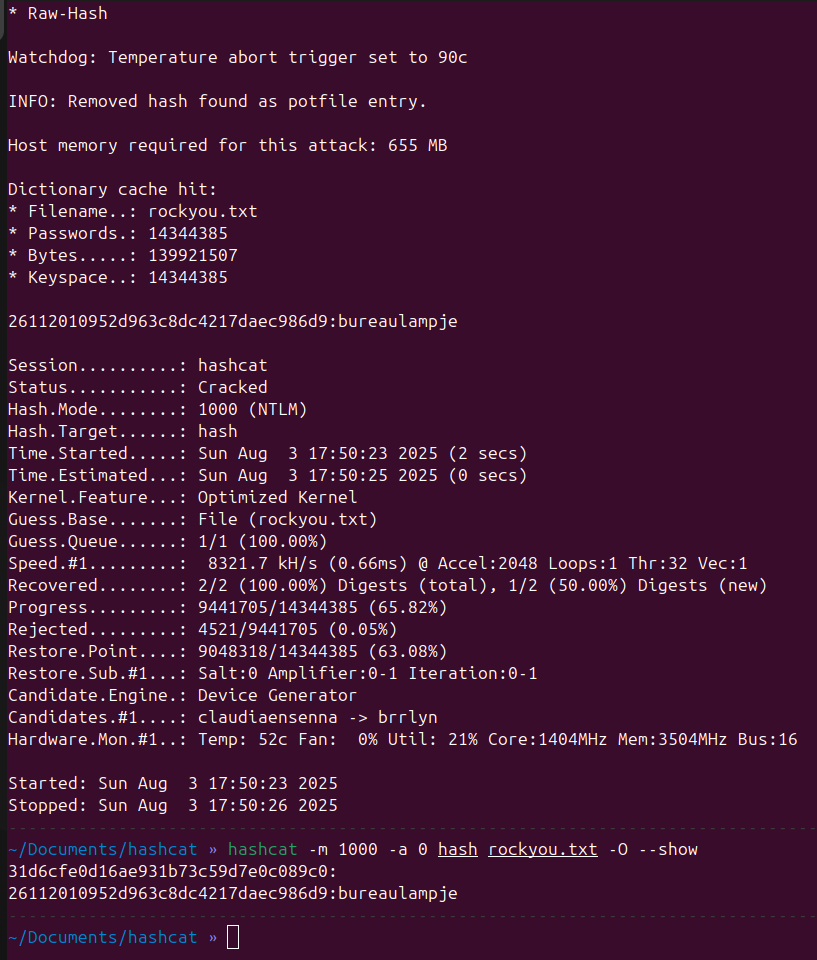 * Raw-Hash
Watchdog: Temperature abort trigger set to 90c
INFO: Removed hash found as potfile entry.
Host memory required for this attack: 655 MB
Dictionary cache hit:
* Filename..: rockyou.txt
* Passwords.: 14344385
* Bytes.....: 139921507
* Keyspace..: 14344385
26112010952d963c8dc4217daec986d9:bureaulampje
Session..........: hashcat
Status...........: Cracked
Hash.Mode........: 1000 (NTLM)
Hash.Target......: hash
Time.Started.....: Sun Aug  3 17:50:23 2025 (2 secs)
Time.Estimated...: Sun Aug  3 17:50:25 2025 (0 secs)
Kernel.Feature...: Optimized Kernel
Guess.Base.......: File (rockyou.txt)
Guess.Queue......: 1/1 (100.00%)
Speed.#1.........:  8321.7 kH/s (0.66ms) @ Accel:2048 Loops:1 Thr:32 Vec:1
Recovered........: 2/2 (100.00%) Digests (total), 1/2 (50.00%) Digests (new)
Progress.........: 9441705/14344385 (65.82%)
Rejected.........: 4521/9441705 (0.05%)
Restore.Point....: 9048318/14344385 (63.08%)
Restore.Sub.#1...: Salt:0 Amplifier:0-1 Iteration:0-1
Candidate.Engine.: Device Generator
Candidates.#1....: claudiaensenna -> brrlyn
Hardware.Mon.#1..: Temp: 52c Fan:  0% Util: 21% Core:1404MHz Mem:3504MHz Bus:16
Started: Sun Aug  3 17:50:23 2025
Stopped: Sun Aug  3 17:50:26 2025
~/Documents/hashcat » hashcat -m 1000 -a 0 hash rockyou.txt -O --show
31d6cfe0d16ae931b73c59d7e0c089c0:
26112010952d963c8dc4217daec986d9:bureaulampje
~/Documents/hashcat »